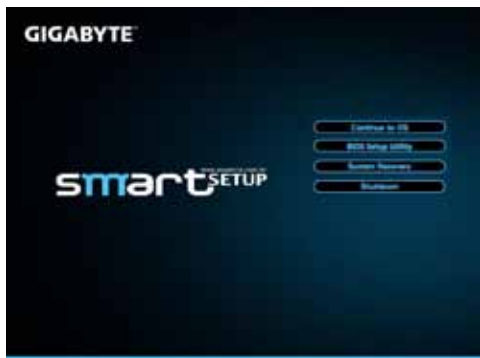 GIGABYTE
Continue to OS
BIOS Setup Utility
System Recovery
smart SETUP
Shutdown